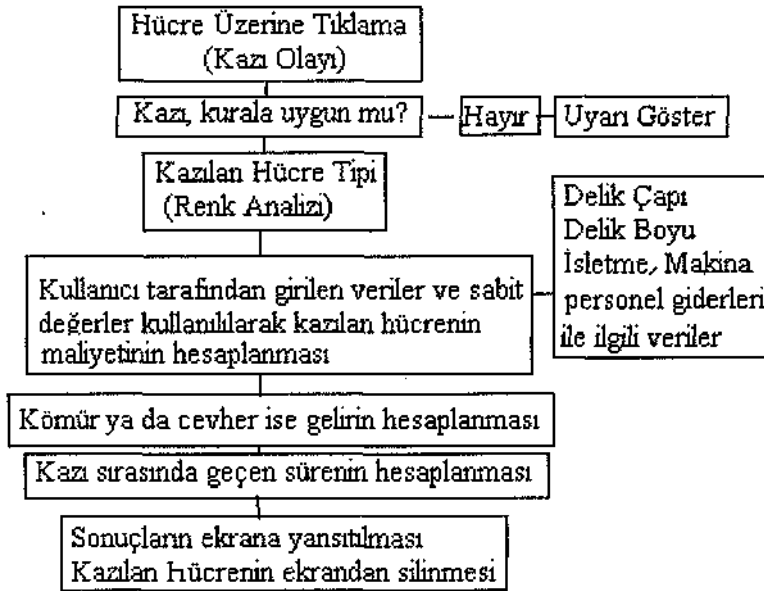 Hücre Üzerine Tıklama
(Kazı Olayı)
Kazı, kurala uygun mu?
Hayır
Uyarı Göster
Kazılan Hücre Tipi
(Renk Analizi)
Delik Çapı
Delik Boyu
İsletme, Makina
personel giderleri
ile ilgili veriler
Kullanıcı tarafından girilen veriler ve sabit
değerler kullanılılarak kazılan hücrenin
maliyetinin hesaplanması
Kömür ya da cevher ise gelirin hesaplanması
Kazı sırasında geçen sürenin hesaplanması
Sonuçların ekrana yansıtılması
Kazılan Hücrenin ekrandan silinmesi